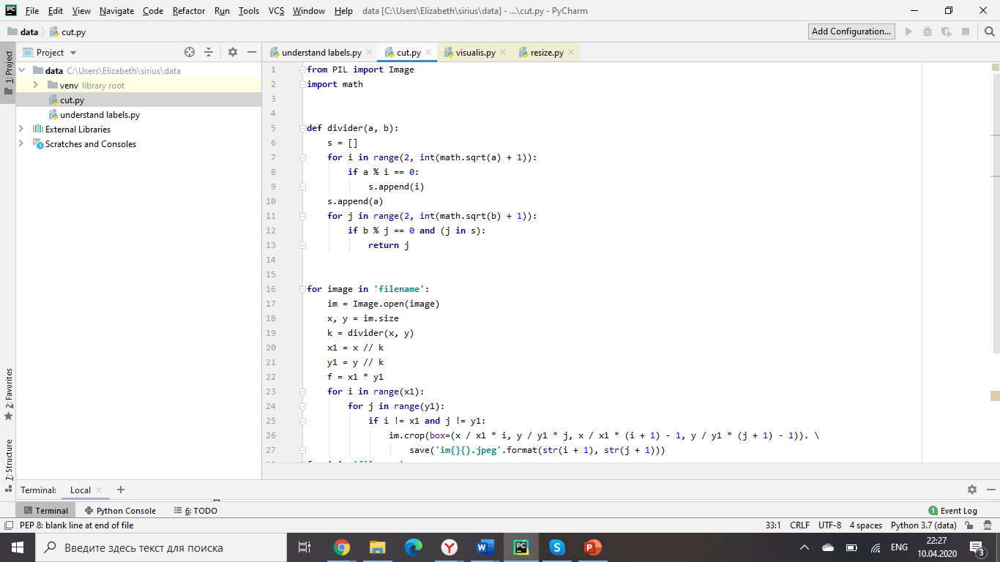 File Edit View Navigate Code Refactor Run Tools VCS Window Help data [C:\Users\Elizabeth\sirius\data] - ...\cut.py - PyCharm
data cut.py Add Configuration...
1: Project
Project
understand labels.py cut.py visualis.py resize.py
data C:\Users\Elizabeth\sirius\data
venv library root
cut.py
understand labels.py
External Libraries
Scratches and Consoles
1 from PIL import Image
2 import math
3
4
5 def divider(a, b):
6 s = []
7 for i in range(2, int(math.sqrt(a) + 1)):
8 if a % i == 0:
9 s.append(i)
10 s.append(a)
11 for j in range(2, int(math.sqrt(b) + 1)):
12 if b % j == 0 and (j in s):
13 return j
14
15
16 for image in 'filename':
17 im = Image.open(image)
18 x, y = im.size
19 k = divider(x, y)
20 x1 = x // k
21 y1 = y // k
22 f = x1 * y1
23 for i in range(x1):
24 for j in range(y1):
25 if i != x1 and j != y1:
26 im.crop(box=(x / x1 * i, y / y1 * j, x / x1 * (i + 1) - 1, y / y1 * (j + 1) - 1)). \
27 save('im{}{}.jpeg'.format(str(i + 1), str(j + 1)))
2: Favorites
7: Structure
Terminal: Local
Terminal Python Console 6: TODO 1 Event Log
PEP 8: blank line at end of file 33:1 CRLF UTF-8 4 spaces Python 3.7 (data)
Введите здесь текст для поиска ENG 22:27
10.04.2020 3